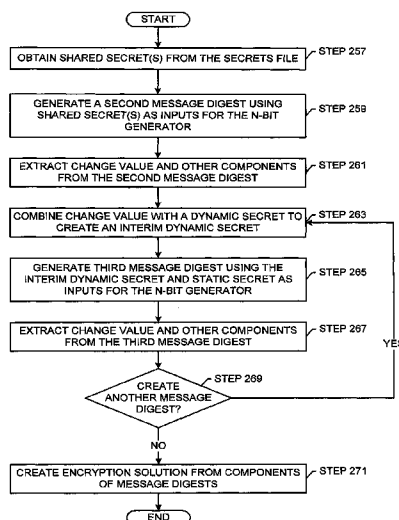 START
OBTAIN SHARED SECRET(S) FROM THE SECRETS FILE
STEP 257
GENERATE A SECOND MESSAGE DIGEST USING
SHARED SECRET(S) AS INPUTS FOR THE N-BIT
GENERATOR
STEP 259
EXTRACT CHANGE VALUE AND OTHER COMPONENTS
FROM THE SECOND MESSAGE DIGEST
STEP 261
COMBINE CHANGE VALUE WITH A DYNAMIC SECRET TO
CREATE AN INTERIM DYNAMIC SECRET
STEP 263
GENERATE THIRD MESSAGE DIGEST USING THE
INTERIM DYNAMIC SECRET AND STATIC SECRET AS
INPUTS FOR THE N-BIT GENERATOR
STEP 265
EXTRACT CHANGE VALUE AND OTHER COMPONENTS
FROM THE THIRD MESSAGE DIGEST
STEP 267
YES
CREATE
ANOTHER MESSAGE
DIGEST?
STEP 269
NO
CREATE ENCRYPTION SOLUTION FROM COMPONENTS
OF MESSAGE DIGESTS
STEP 271
END